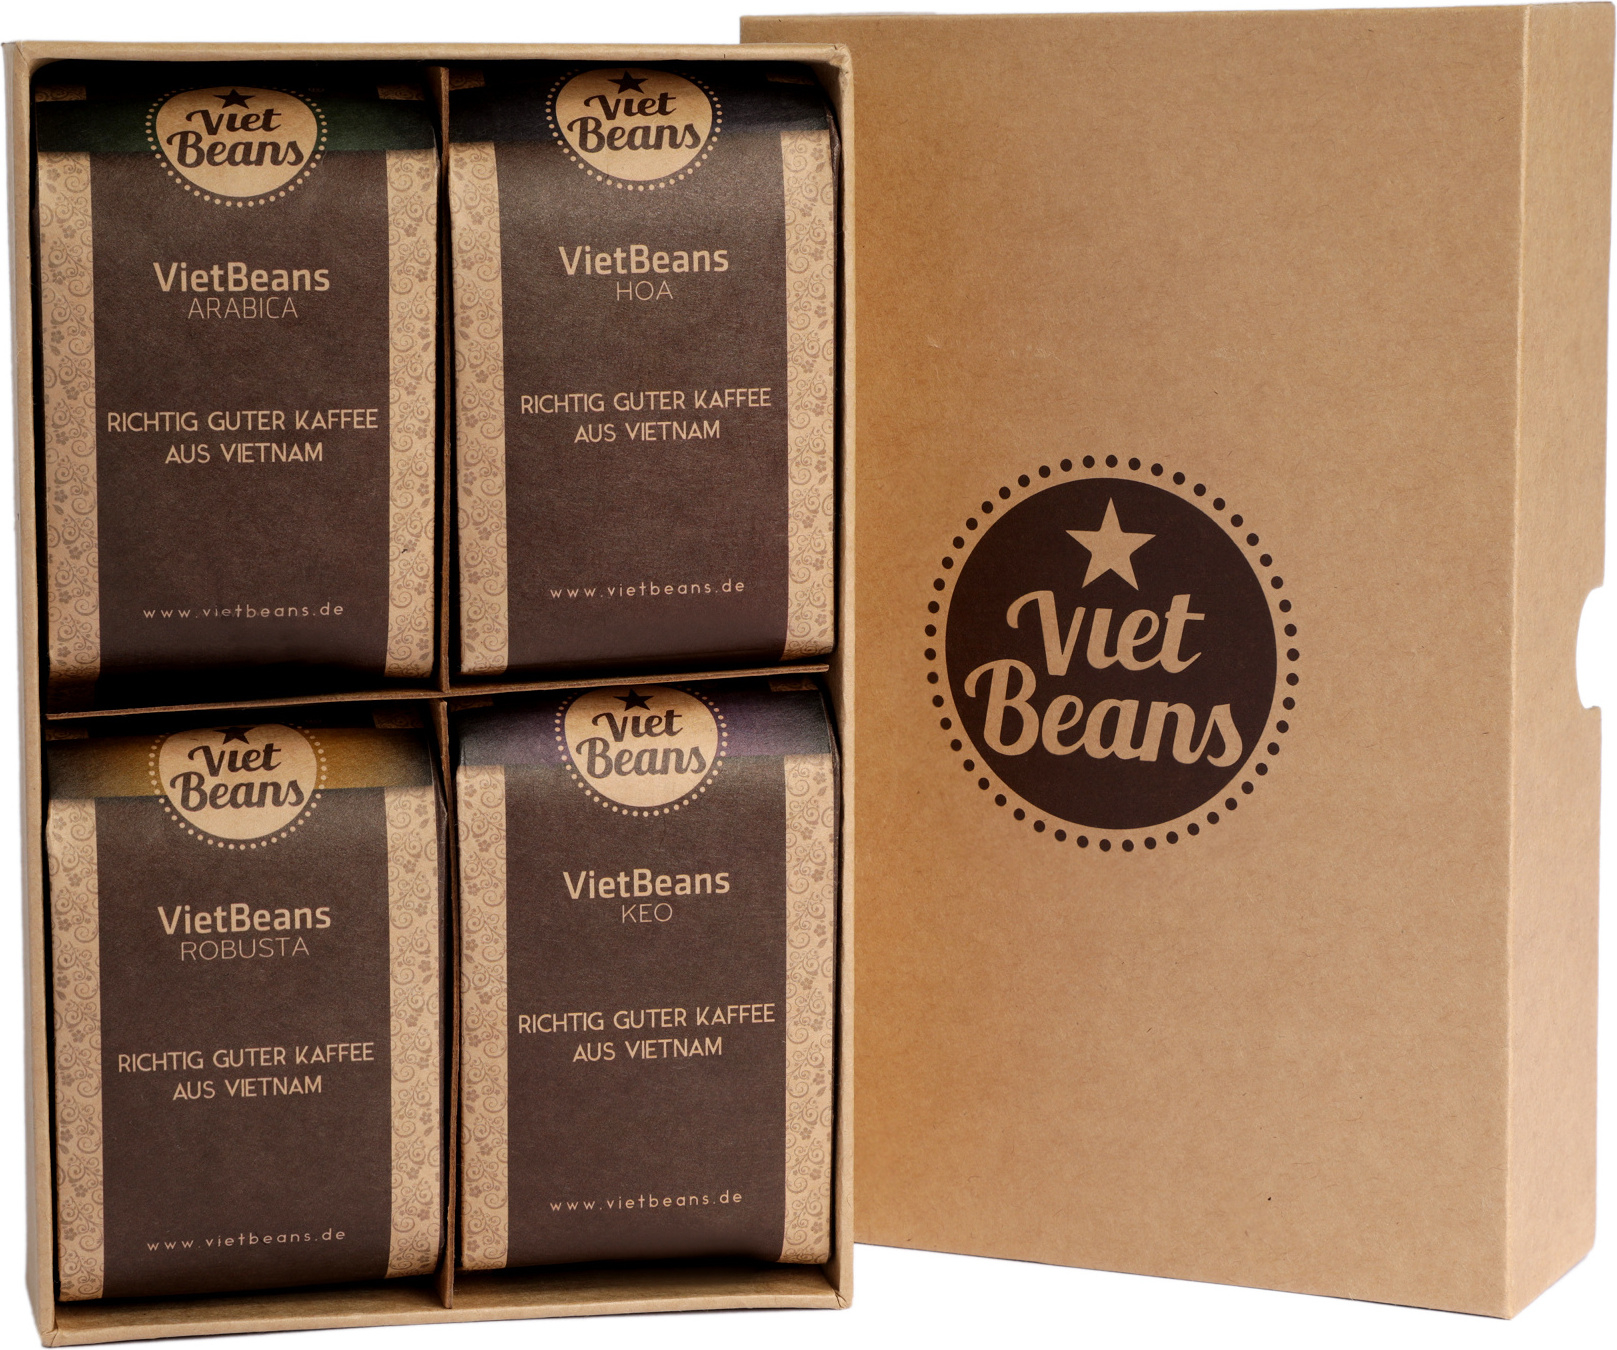 Viet
Beans
VietBeans
ARABICA
RICHTIG GUTER KAFFEE
AUS VIETNAM
www.vietbeans.de
Viet
Beans
VietBeans
HOA
RICHTIG GUTER KAFFEE
AUS VIETNAM
www.vietbeans.de
Viet
Beans
VietBeans
ROBUSTA
RICHTIG GUTER KAFFEE
AUS VIETNAM
www.vietbeans.de
Viet
Beans
VietBeans
KEO
RICHTIG GUTER KAFFEE
AUS VIETNAM
www.vietbeans.de
Viet
Beans